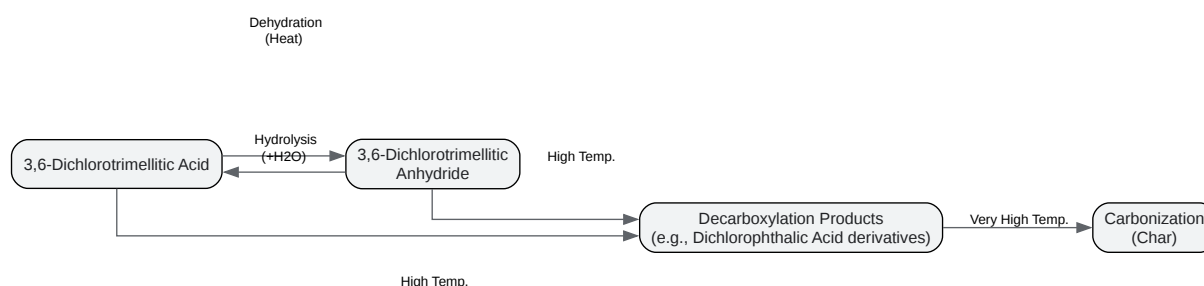 Dehydration
(Heat)
Hydrolysis
(+H2O)
3,6-Dichlorotrimellitic Acid
3,6-Dichlorotrimellitic
Anhydride
High Temp.
Decarboxylation Products
(e.g., Dichlorophthalic Acid derivatives)
Very High Temp.
Carbonization
(Char)
High Temp.